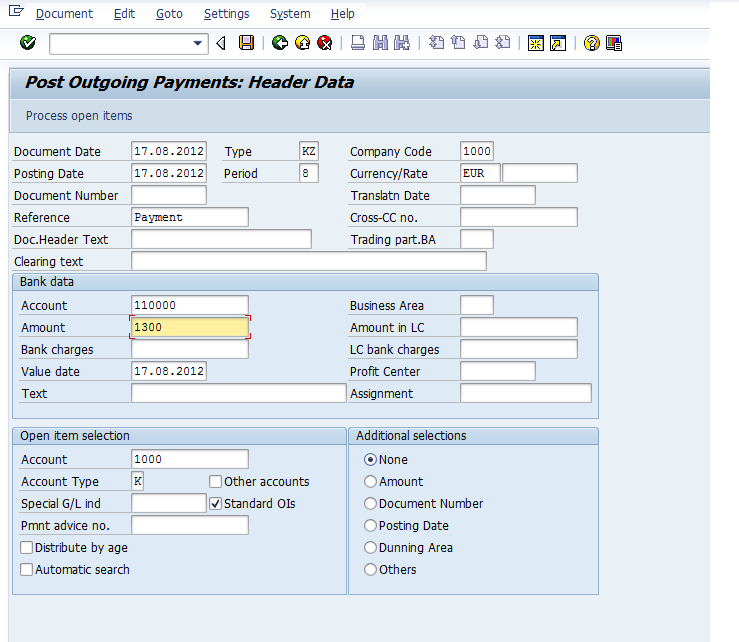 Document Edit Goto Settings System Help
Post Outgoing Payments: Header Data
Process open items
Document Date 17.08.2012 Type KZ Company Code 1000
Posting Date 17.08.2012 Period 8 Currency/Rate EUR
Document Number Translatn Date
Reference Payment Cross-CC no.
Doc.Header Text Trading part.BA
Clearing text
Bank data
Account 110000 Business Area
Amount 1300 Amount in LC
Bank charges LC bank charges
Value date 17.08.2012 Profit Center
Text Assignment
Open item selection Additional selections
Account 1000 None
Account Type K Other accounts Amount
Special G/L ind Standard OIs Document Number
Pmnt advice no. Posting Date
Distribute by age Dunning Area
Automatic search Others